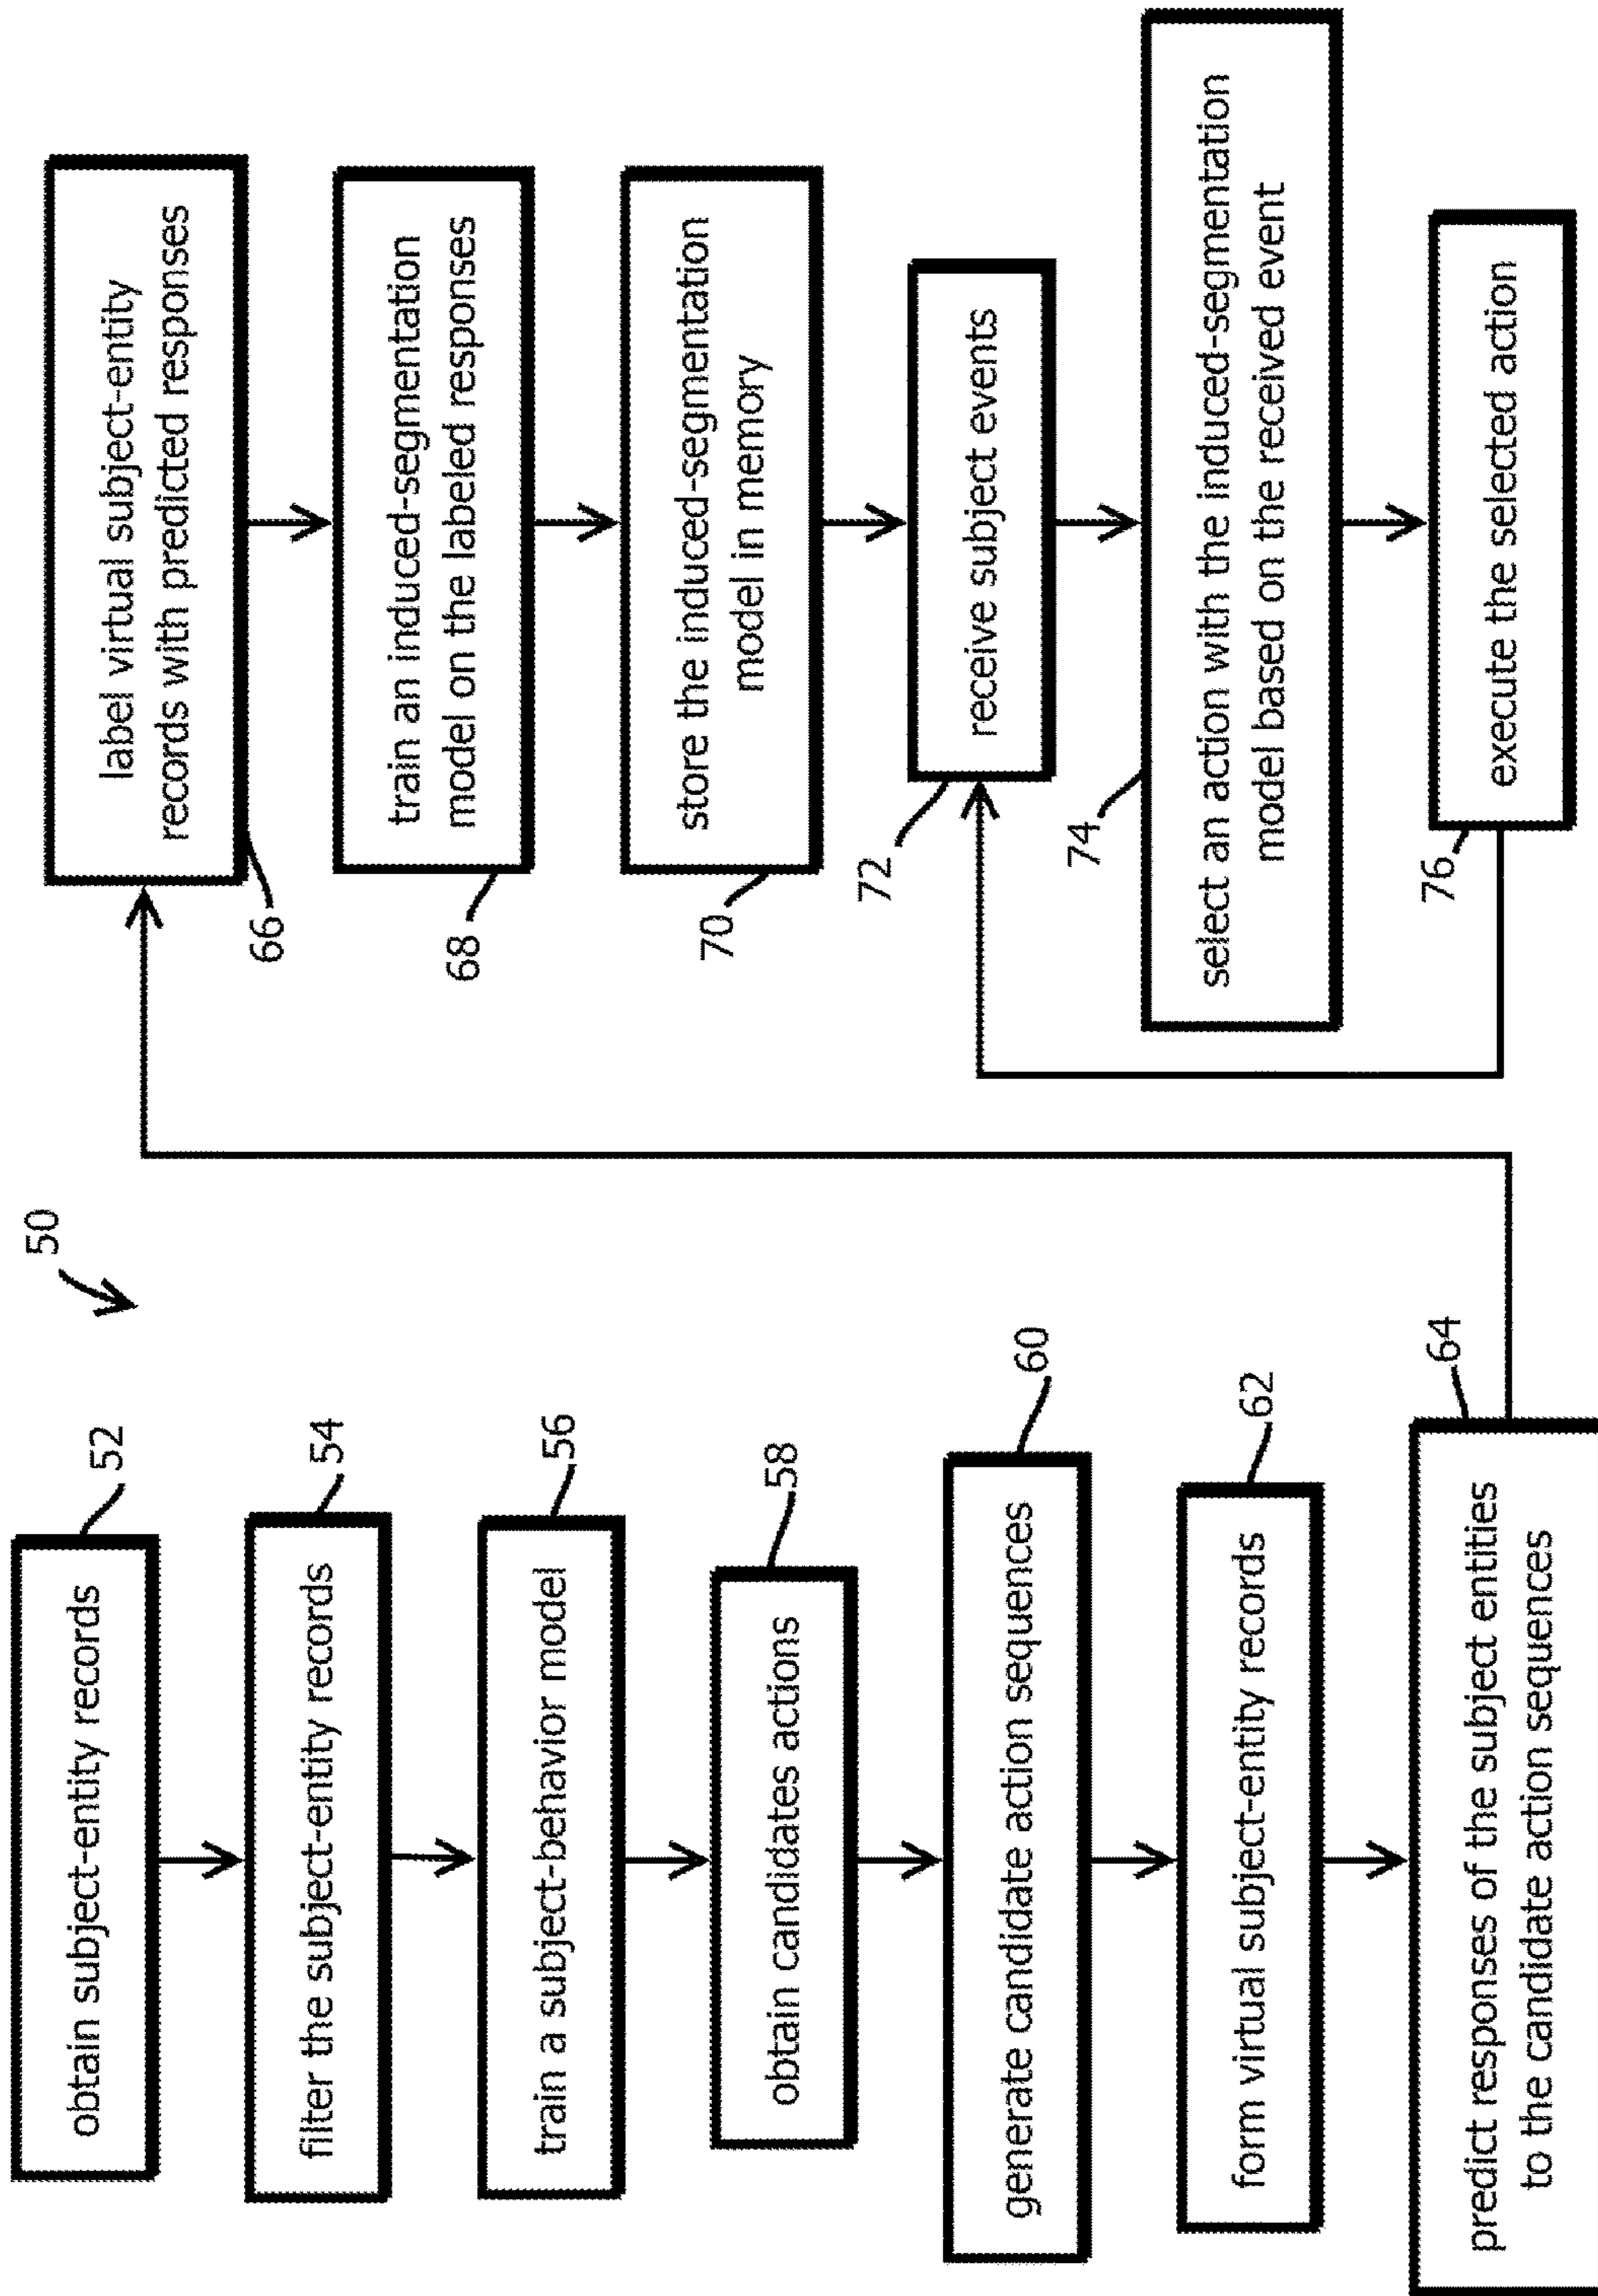 50
obtain subject-entity records
52
filter the subject-entity records
54
train a subject-behavior model
56
obtain candidates actions
58
generate candidate action sequences
60
form virtual subject-entity records
62
predict responses of the subject entities
to the candidate action sequences
64
label virtual subject-entity
records with predicted responses
66
train an induced-segmentation
model on the labeled responses
68
store the induced-segmentation
model in memory
70
receive subject events
72
select an action with the induced-segmentation
model based on the received event
74
execute the selected action
76